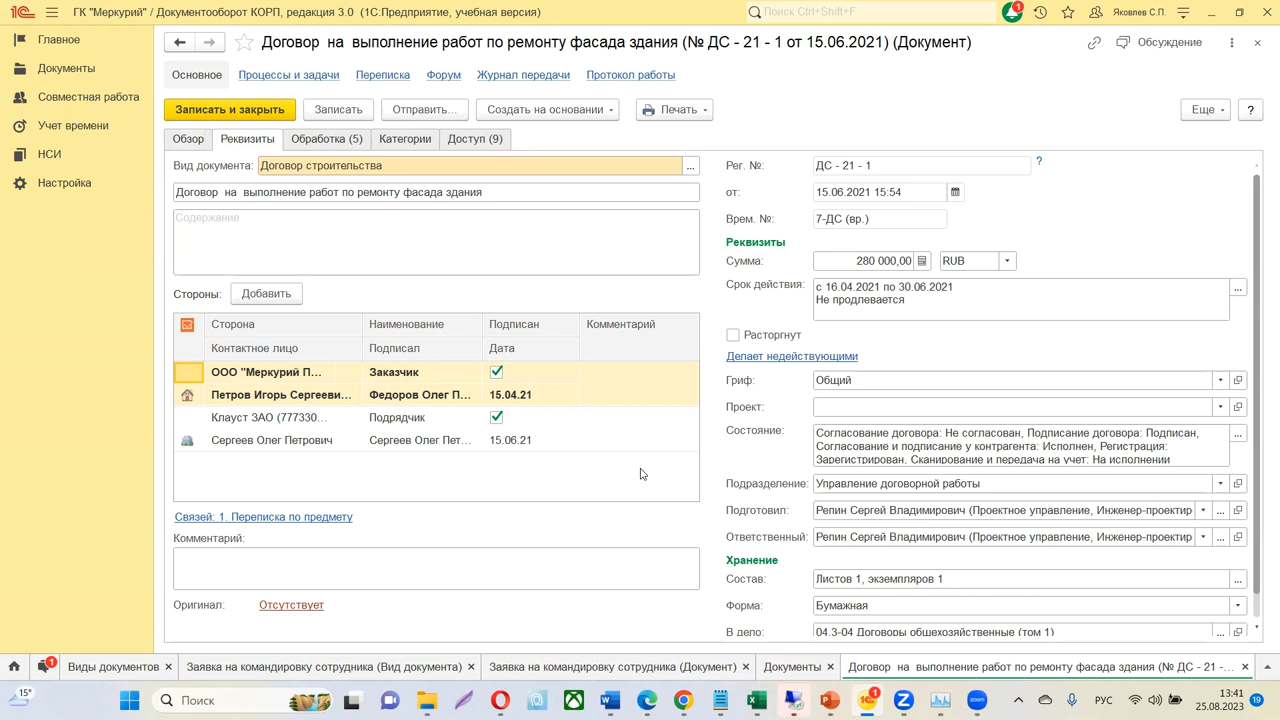 ГК "Меркурий" / Документооборот КОРП, редакция 3.0 (1С:Предприятие, учебная версия)
Поиск Ctrl+Shift+F
1
Яковлев С.П.
Главное
Документы
Совместная работа
Учет времени
НСИ
Настройка
Договор на выполнение работ по ремонту фасада здания (№ ДС - 21 - 1 от 15.06.2021) (Документ)
Обсуждение
Основное
Процессы и задачи
Переписка
Форум
Журнал передачи
Протокол работы
Записать и закрыть
Записать
Отправить...
Создать на основании
Печать
Еще
?
Обзор
Реквизиты
Обработка (5)
Категории
Доступ (9)
Вид документа: Договор строительства ...
Договор на выполнение работ по ремонту фасада здания
Содержание
Стороны: Добавить
Сторона Наименование Подписан Комментарий
Контактное лицо Подписал Дата
ООО "Меркурий П... Заказчик
Петров Игорь Сергееви... Федоров Олег П... 15.04.21
Клауст ЗАО (777330... Подрядчик
Сергеев Олег Петрович Сергеев Олег Пет... 15.06.21
Связей: 1. Переписка по предмету
Комментарий:
Оригинал: Отсутствует
Рег. №: ДС - 21 - 1 ?
от: 15.06.2021 15:54
Врем. №: 7-ДС (вр.)
Реквизиты
Сумма: 280 000,00 RUB
Срок действия: с 16.04.2021 по 30.06.2021 ...
Не продлевается
Расторгнут
Делает недействующими
Гриф: Общий
Проект:
Состояние: Согласование договора: Не согласован, Подписание договора: Подписан, ...
Согласование и подписание у контрагента: Исполнен, Регистрация:
Зарегистрирован, Сканирование и передача на учет: На исполнении
Подразделение: Управление договорной работы
Подготовил: Репин Сергей Владимирович (Проектное управление, Инженер-проектир ...
Ответственный: Репин Сергей Владимирович (Проектное управление, Инженер-проектир ...
Хранение
Состав: Листов 1, экземпляров 1 ...
Форма: Бумажная
В дело: 04.3-04 Договоры общехозяйственные (том 1) ...
1
Виды документов
Заявка на командировку сотрудника (Вид документа)
Заявка на командировку сотрудника (Документ)
Документы
Договор на выполнение работ по ремонту фасада здания (№ ДС - 21 -...
15°
Поиск
1
zoom
РУС
13:41
25.08.2023